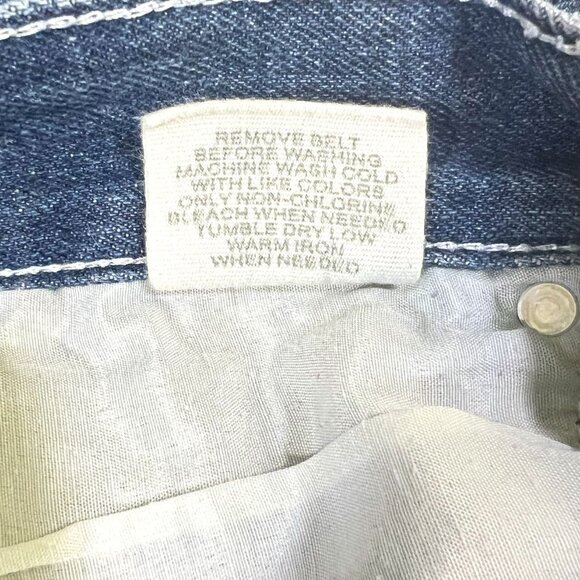 REMOVE BELT
BEFORE WASHING
MACHINE WASH COLD
WITH LIKE COLORS
ONLY NON-CHLORINE
BLEACH WHEN NEEDED
TUMBLE DRY LOW
WARM IRON
WHEN NEEDED